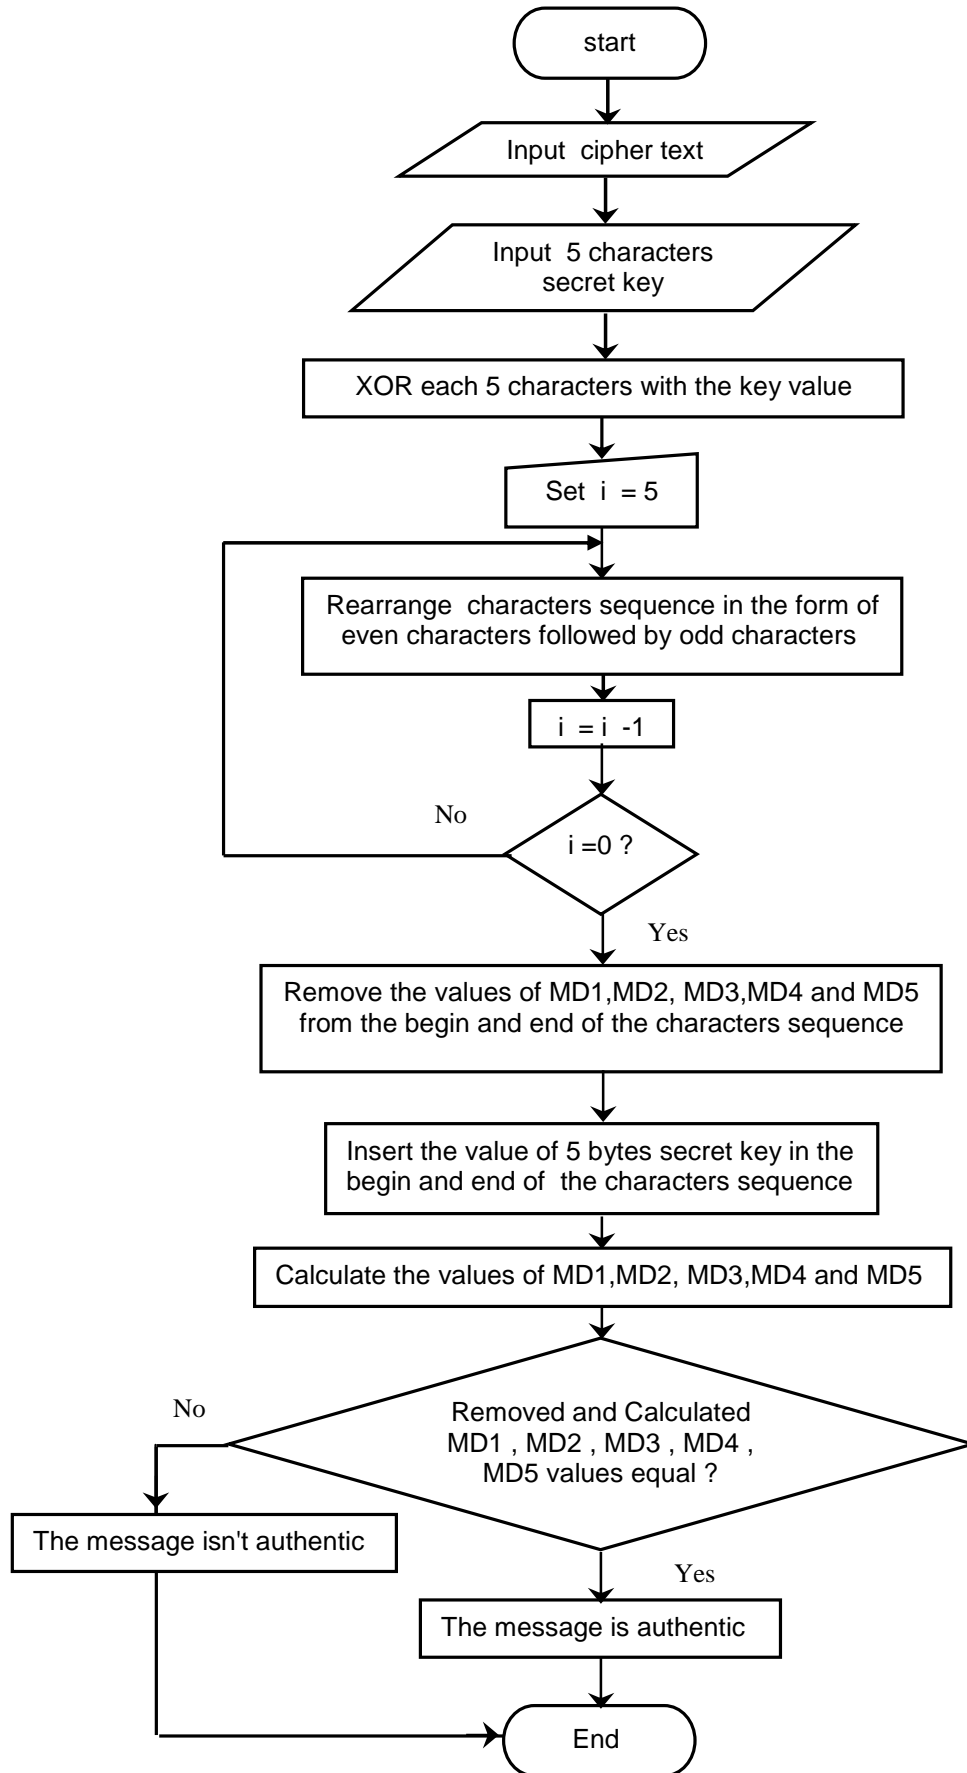 start
Input cipher text
Input 5 characters
secret key
XOR each 5 characters with the key value
Set i = 5
Rearrange characters sequence in the form of
even characters followed by odd characters
i = i -1
No
i =0 ?
Yes
Remove the values of MD1,MD2, MD3,MD4 and MD5
from the begin and end of the characters sequence
Insert the value of 5 bytes secret key in the
begin and end of the characters sequence
Calculate the values of MD1,MD2, MD3,MD4 and MD5
No
Removed and Calculated
MD1 , MD2 , MD3 , MD4 ,
MD5 values equal ?
The message isn't authentic
Yes
The message is authentic
End